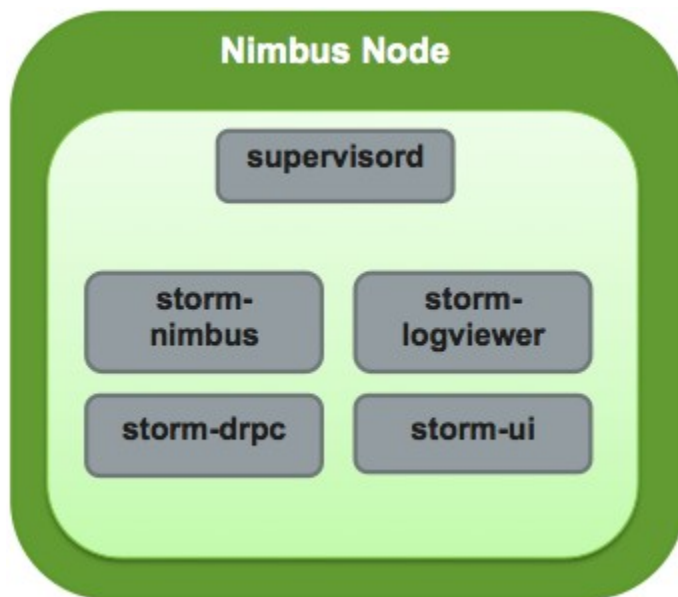 Nimbus Node
supervisord
storm-
nimbus
storm-
logviewer
storm-drpc
storm-ui